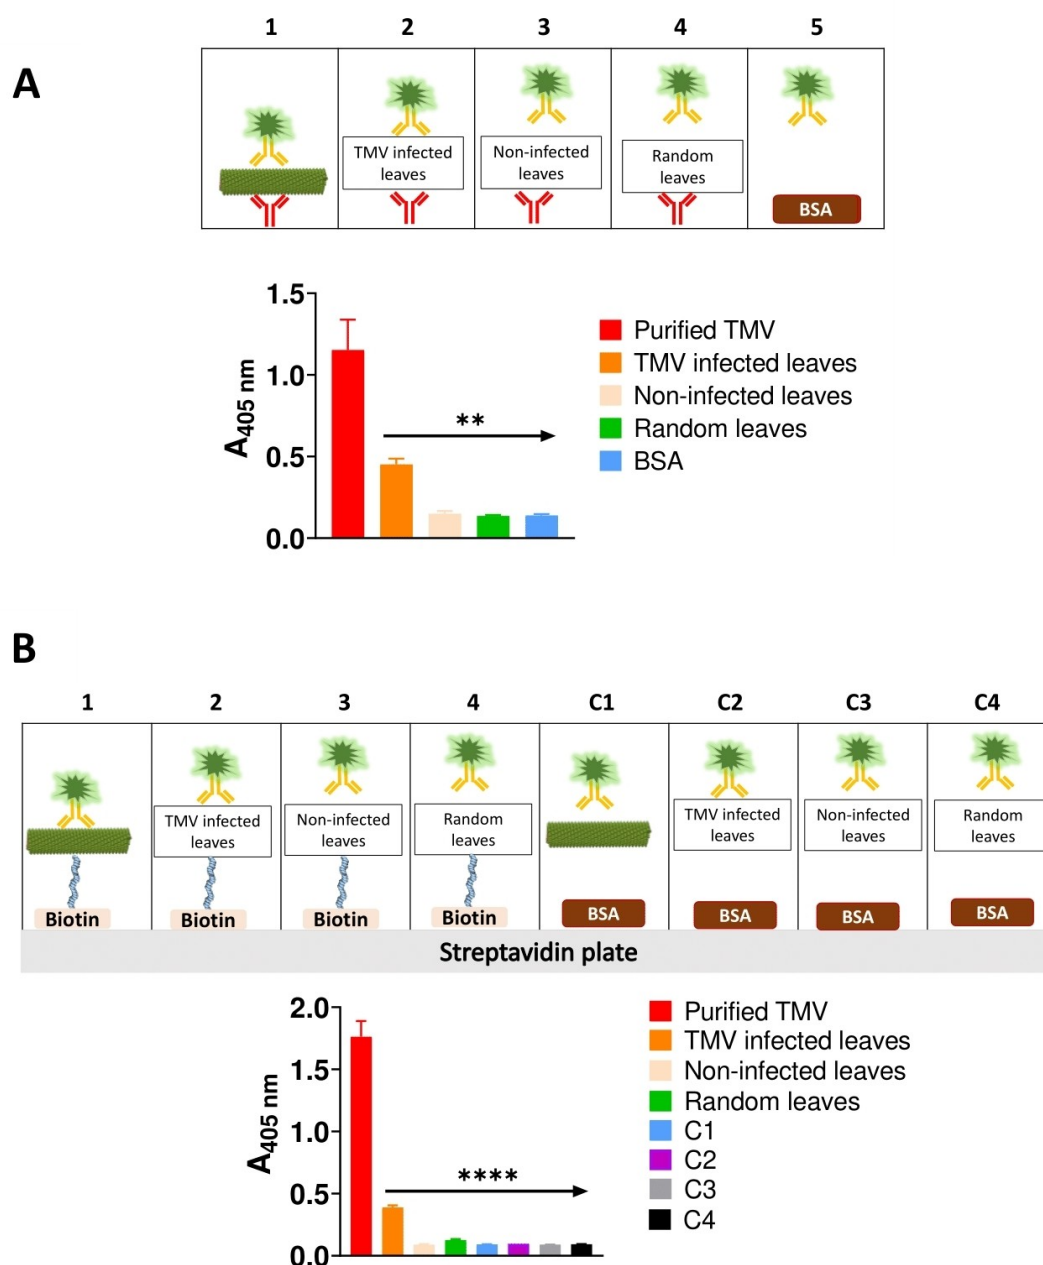 A
1 2 3 4 5
TMV infected
leaves
Non-infected
leaves
Random
leaves
BSA
1.5
1.0
0.5
0.0
A405 nm
**
Purified TMV
TMV infected leaves
Non-infected leaves
Random leaves
BSA
B
1 2 3 4 C1 C2 C3 C4
TMV infected
leaves
Non-infected
leaves
Random
leaves
TMV infected
leaves
Non-infected
leaves
Random
leaves
Biotin Biotin Biotin Biotin BSA BSA BSA BSA
Streptavidin plate
2.0
1.5
1.0
0.5
0.0
A405 nm
****
Purified TMV
TMV infected leaves
Non-infected leaves
Random leaves
C1
C2
C3
C4